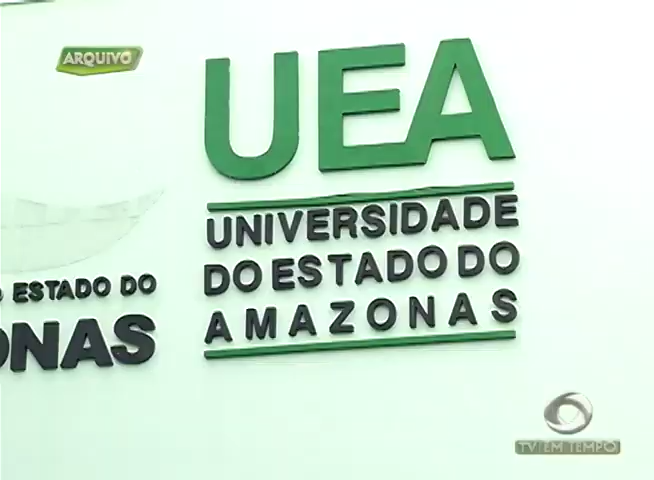 ARQUIVO
UEA
UNIVERSIDADE
DO ESTADO DO
AMAZONAS
O ESTADO DO
ONAS
TV EM TEMPO